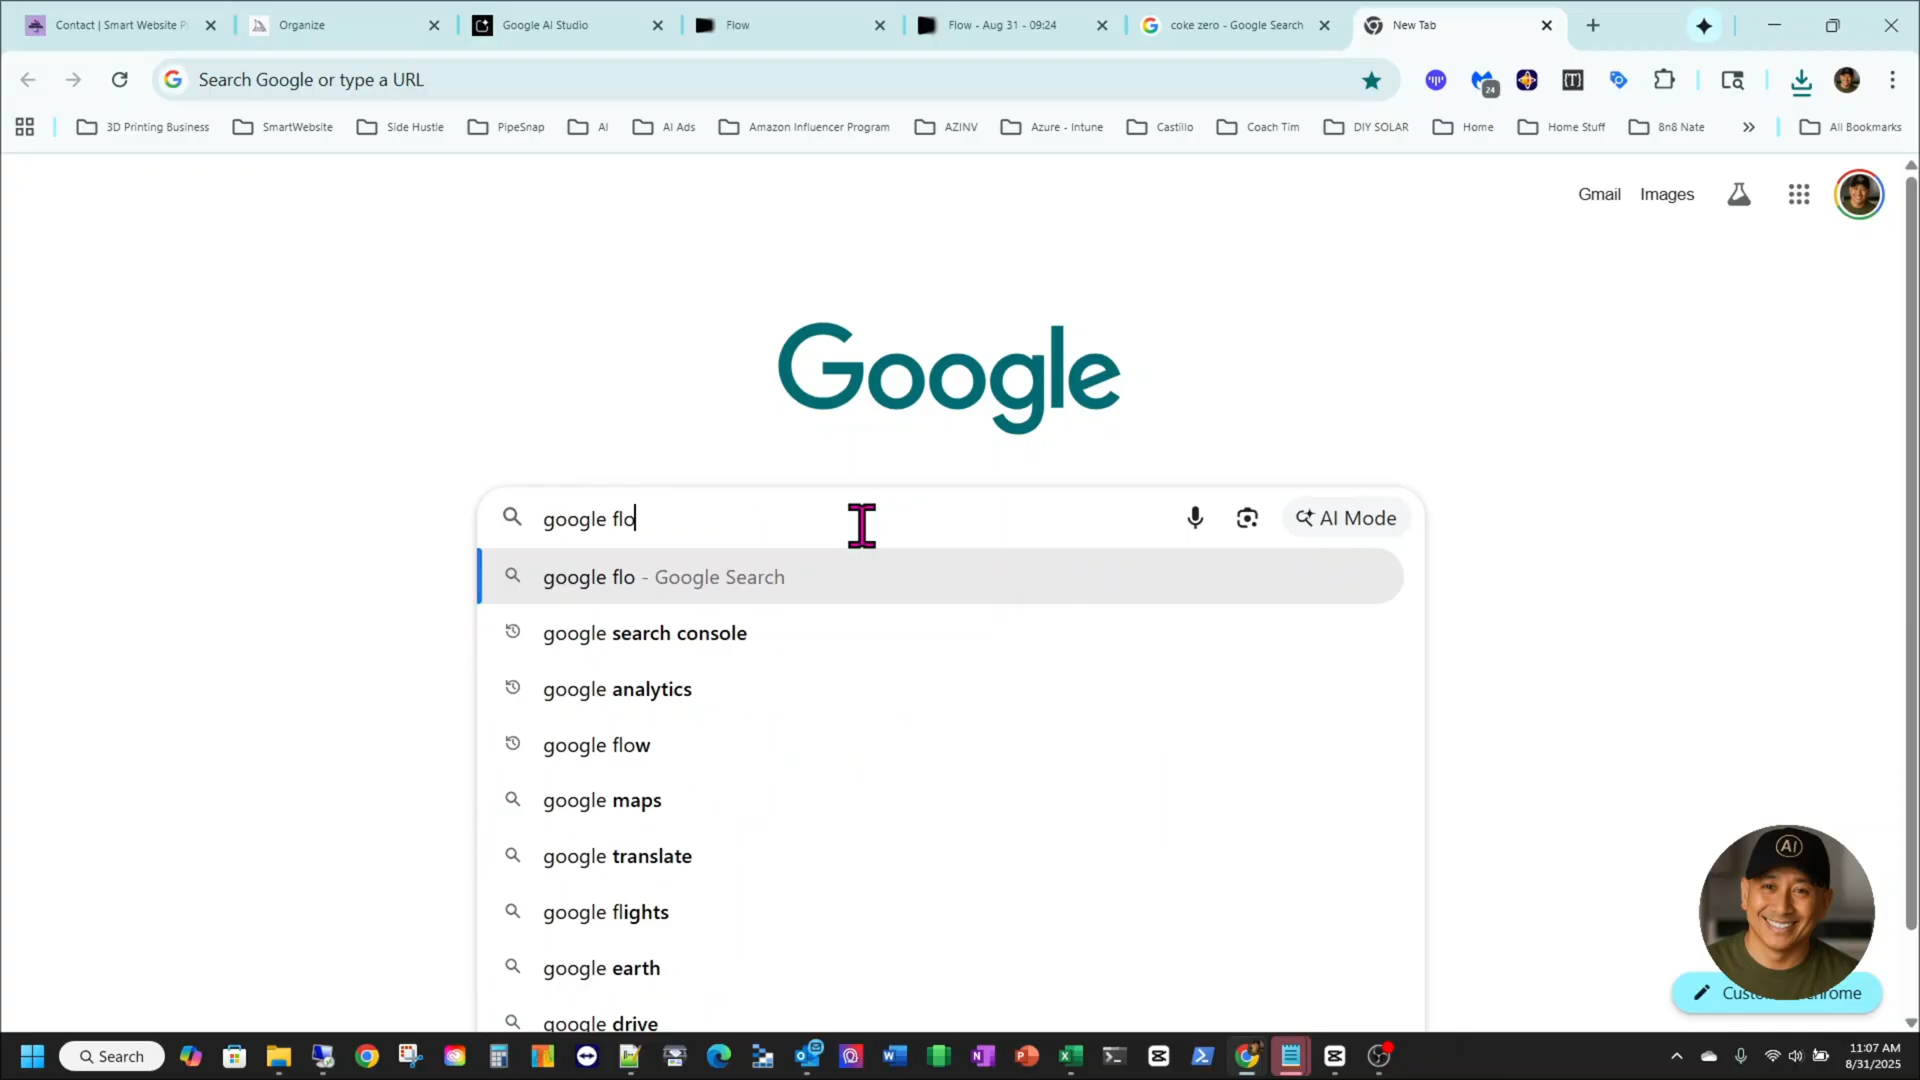 Contact | Smart Website P
Organize
Google AI Studio
Flow
Flow - Aug 31 - 09:24
coke zero - Google Search
New Tab
Search Google or type a URL
24
3D Printing Business
SmartWebsite
Side Hustle
PipeSnap
AI
AI Ads
Amazon Influencer Program
AZINV
Azure - Intune
Castillo
Coach Tim
DIY SOLAR
Home
Home Stuff
8n8 Nate
All Bookmarks
Gmail
Images
Google
google flo
AI Mode
google flo - Google Search
google search console
google analytics
google flow
google maps
google translate
google flights
google earth
google drive
AI
Search
11:07 AM
8/31/2025